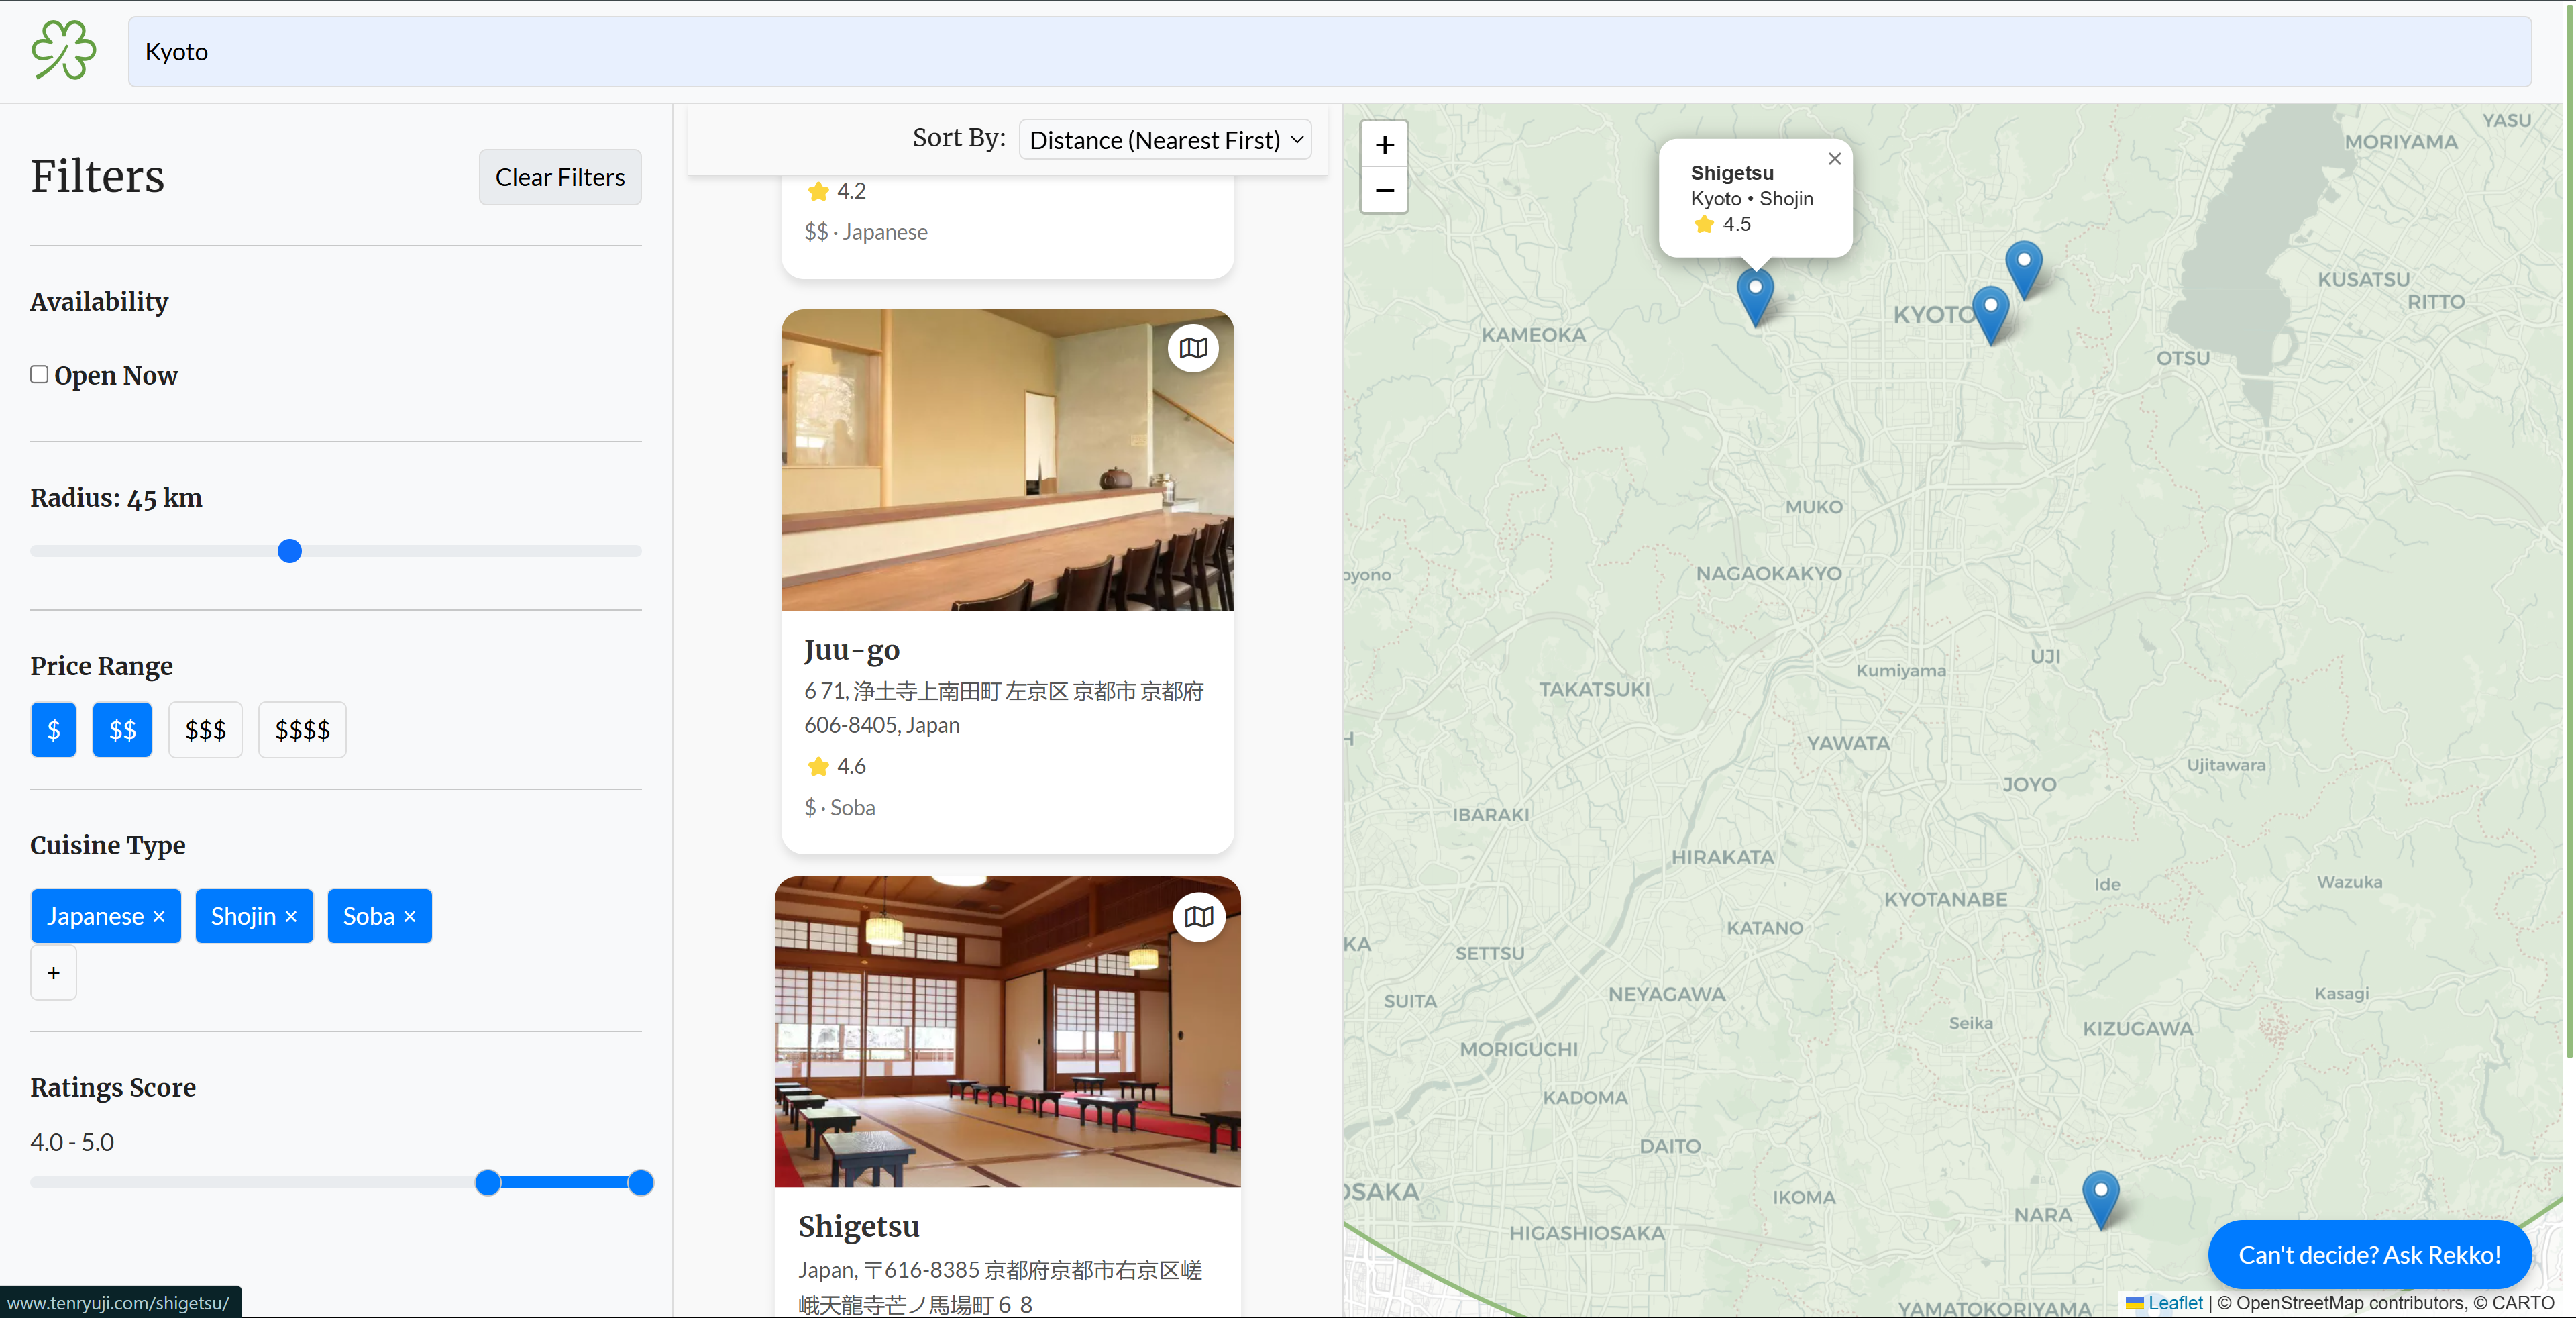 Kyoto
Filters
Clear Filters
Availability
Open Now
Radius: 45 km
Price Range
$ $$ $$$ $$$$
Cuisine Type
Japanese × Shojin × Soba ×
+
Ratings Score
4.0 - 5.0
www.tenryuji.com/shigetsu/
Sort By: Distance (Nearest First)
4.2
$$ · Japanese
Juu-go
6 71, 浄土寺上南田町 左京区 京都市 京都府
606-8405, Japan
4.6
$ · Soba
Shigetsu
Japan, 〒616-8385 京都府京都市右京区嵯
峨天龍寺芒ノ馬場町６８
+
−
Shigetsu ×
Kyoto • Shojin
4.5
YASU
MORIYAMA
KUSATSU
RITTO
KYOTO
KAMEOKA
OTSU
MUKO
NAGAOKAKYO
oyono
UJI
Kumiyama
TAKATSUKI
H
YAWATA
Ujitawara
JOYO
IBARAKI
HIRAKATA
Ide
Wazuka
KYOTANABE
KATANO
KA
SETTSU
NEYAGAWA
Kasagi
SUITA
Seika
KIZUGAWA
MORIGUCHI
KADOMA
DAITO
OSAKA
IKOMA
NARA
HIGASHIOSAKA
Can't decide? Ask Rekko!
YAMATOKORIYAMA
Leaflet | © OpenStreetMap contributors, © CARTO